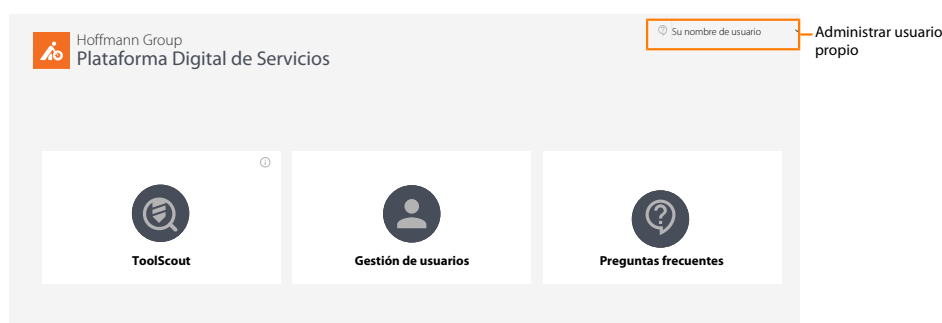 Hoffmann Group
Plataforma Digital de Servicios
Su nombre de usuario
Administrar usuario
propio
ToolScout
Gestión de usuarios
Preguntas frecuentes